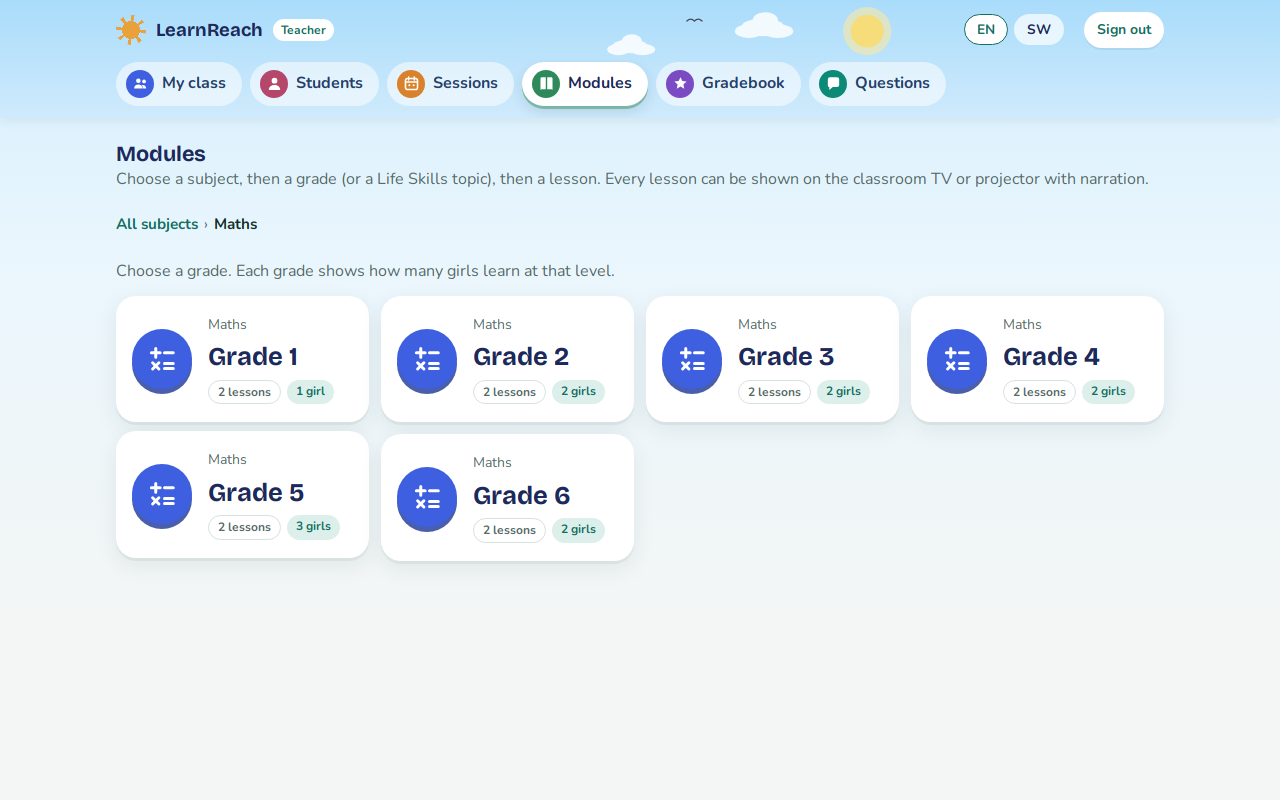 LearnReach Teacher EN SW Sign out
My class Students Sessions Modules Gradebook Questions
Modules
Choose a subject, then a grade (or a Life Skills topic), then a lesson. Every lesson can be shown on the classroom TV or projector with narration.
All subjects › Maths
Choose a grade. Each grade shows how many girls learn at that level.
Maths
Grade 1
2 lessons 1 girl
Maths
Grade 2
2 lessons 2 girls
Maths
Grade 3
2 lessons 2 girls
Maths
Grade 4
2 lessons 2 girls
Maths
Grade 5
2 lessons 3 girls
Maths
Grade 6
2 lessons 2 girls